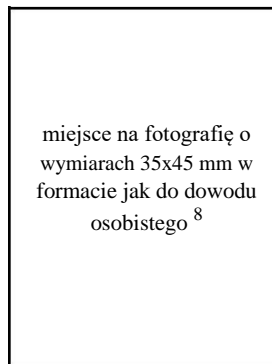 miejsce na fotografię o
wymiarach 35x45 mm w
formacie jak do dowodu
osobistego 8